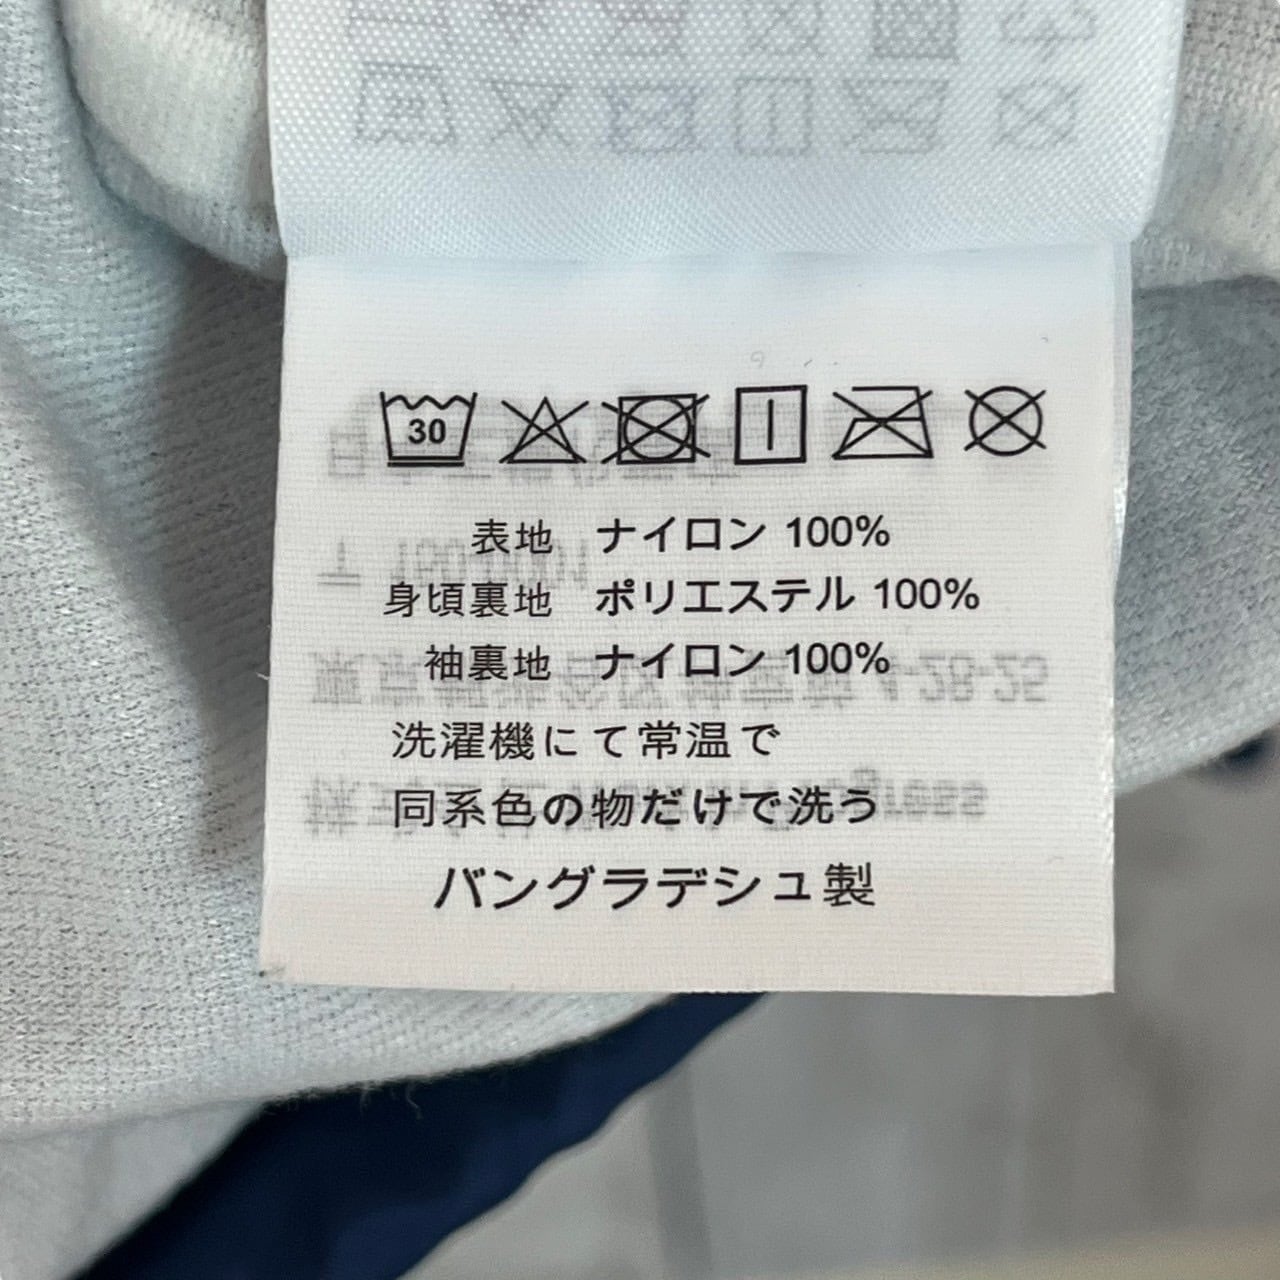 30
表地 ナイロン 100%
身頃裏地 ポリエステル 100%
袖裏地 ナイロン 100%
洗濯機にて常温で
同系色の物だけで洗う
バングラデシュ製